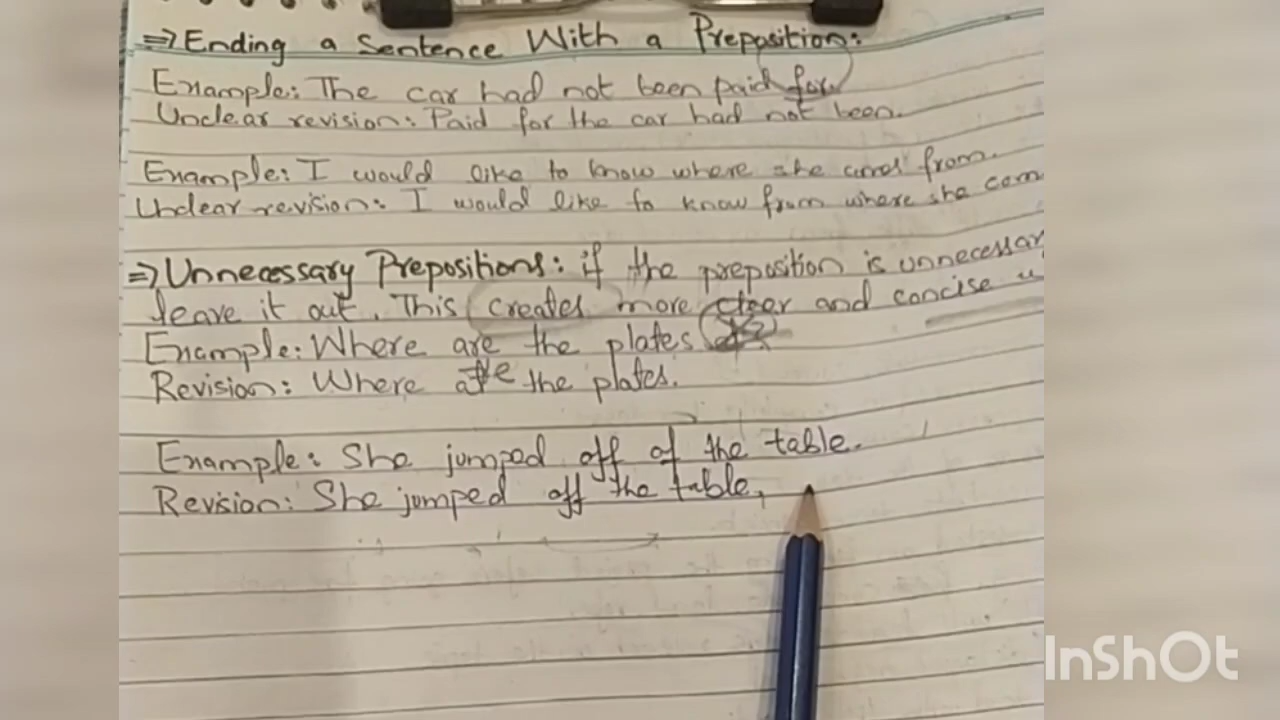 ⇒ Ending a Sentence With a Preposition:
Example: The car had not been paid for.
Unclear revision: Paid for the car had not been.
Example: I would like to know where she comes from.
Unclear revision: I would like to know from where she com
⇒ Unnecessary Prepositions: if the preposition is unnecessar
leave it out. This creates more clear and concise
Example: Where are the plates
Revision: Where are the plates.
Example: She jumped off of the table.
Revision: She jumped off the table,
InShOt